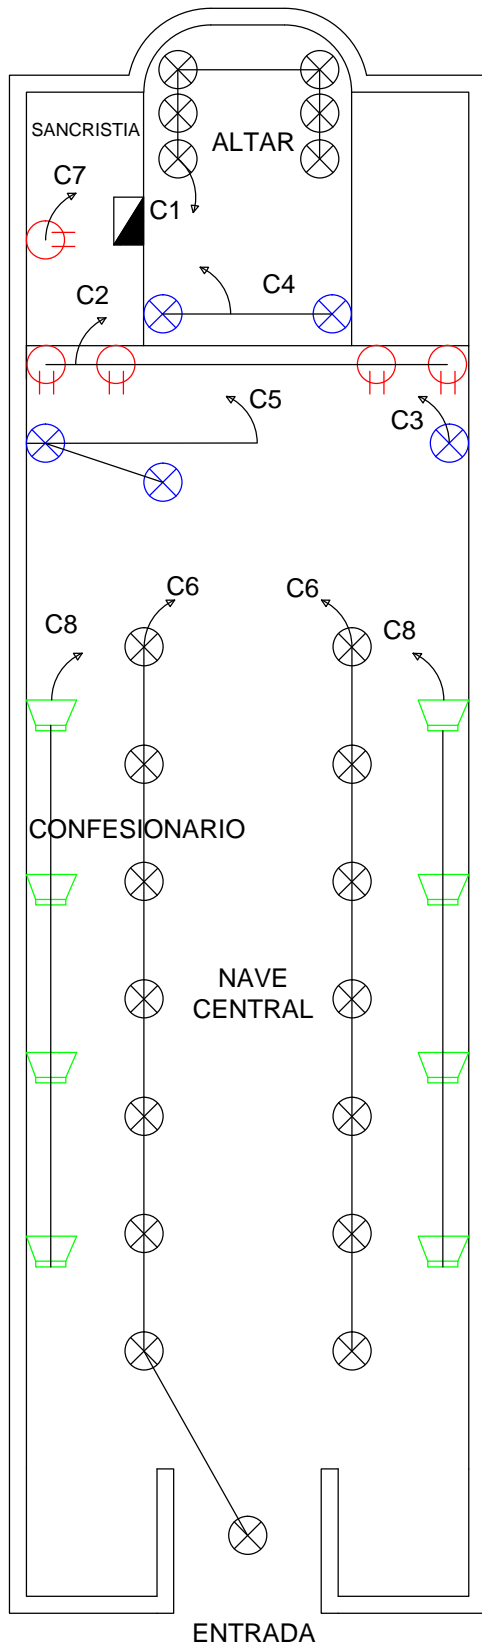 SANCRISTIA
ALTAR
C7
C1
C4
C2
C5
C3
C6
C6
C8
C8
CONFESIONARIO
NAVE
CENTRAL
ENTRADA